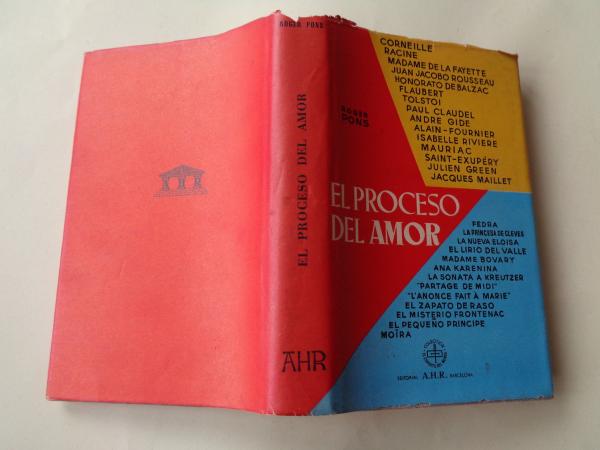 ROGER PONS
EL PROCESO DEL AMOR
AHR
CORNEILLE
RACINE
MADAME DE LA FAYETTE
JUAN JACOBO ROUSSEAU
HONORATO DE BALZAC
FLAUBERT
TOLSTOI
PAUL CLAUDEL
ANDRE GIDE
ALAIN-FOURNIER
ISABELLE RIVIERE
MAURIAC
SAINT-EXUPÉRY
JULIEN GREEN
JACQUES MAILLET
ROGER
PONS
EL PROCESO
DEL AMOR
FEDRA
LA PRINCESA DE CLEVES
LA NUEVA ELOISA
EL LIRIO DEL VALLE
MADAME BOVARY
ANA KARENINA
LA SONATA A KREUTZER
"PARTAGE DE MIDI"
"L'ANONCE FAIT À MARIE"
EL ZAPATO DE RASO
EL MISTERIO FRONTENAC
EL PEQUEÑO PRINCIPE
MOÏRA
EDITORIAL A.H.R. BARCELONA